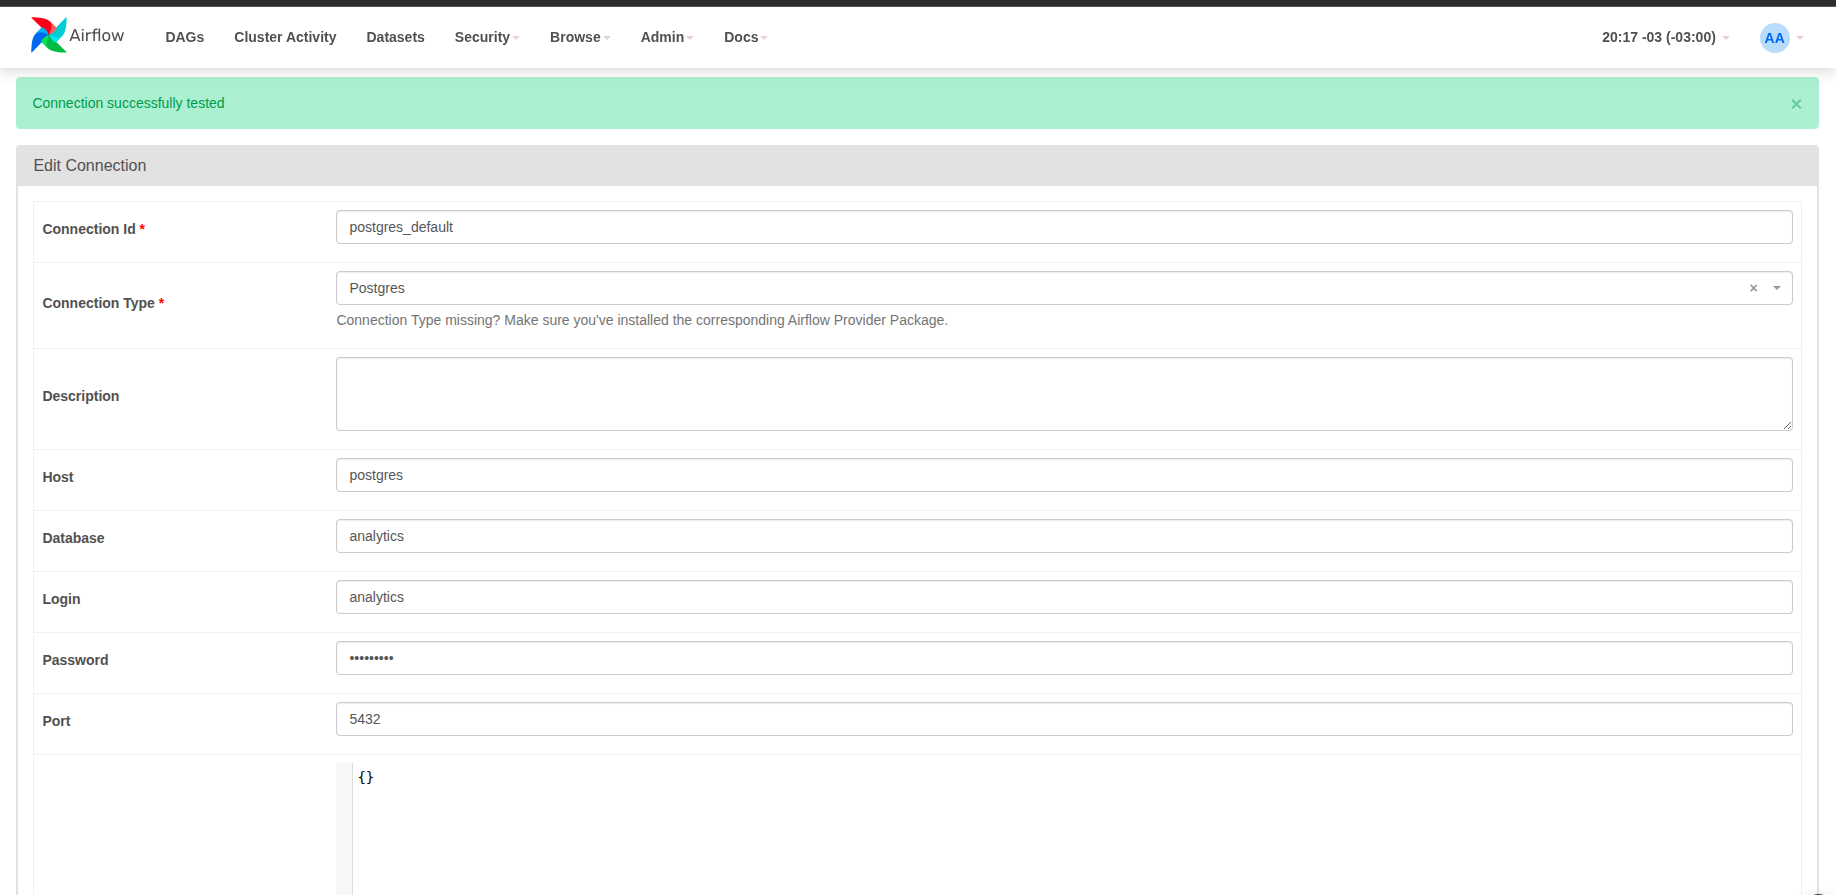 Airflow DAGs Cluster Activity Datasets Security Browse Admin Docs 20:17 -03 (-03:00) AA
Connection successfully tested ×
Edit Connection
Connection Id * postgres_default
Connection Type * Postgres ×
Connection Type missing? Make sure you've installed the corresponding Airflow Provider Package.
Description
Host postgres
Database analytics
Login analytics
Password •••••••••
Port 5432
{}